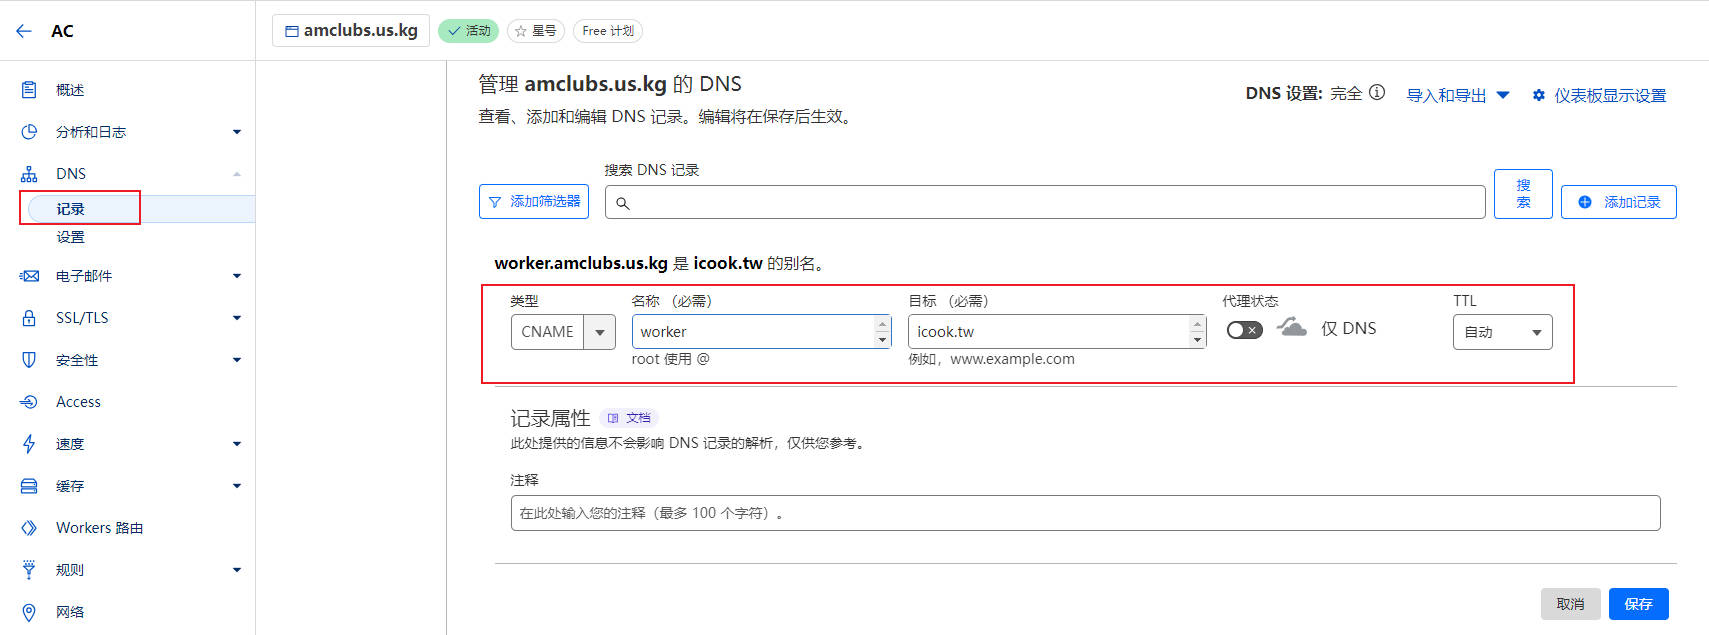 AC
amclubs.us.kg 活动 星号 Free 计划
概述
分析和日志
DNS
记录
设置
电子邮件
SSL/TLS
安全性
Access
速度
缓存
Workers 路由
规则
网络
管理 amclubs.us.kg 的 DNS
查看、添加和编辑 DNS 记录。编辑将在保存后生效。
DNS 设置: 完全 导入和导出 仪表板显示设置
搜索 DNS 记录
添加筛选器
搜
索
添加记录
worker.amclubs.us.kg 是 icook.tw 的别名。
类型 名称 （必需） 目标 （必需） 代理状态 TTL
CNAME worker icook.tw 仅 DNS 自动
root 使用 @ 例如，www.example.com
记录属性 文档
此处提供的信息不会影响 DNS 记录的解析，仅供您参考。
注释
在此处输入您的注释（最多 100 个字符）。
取消 保存